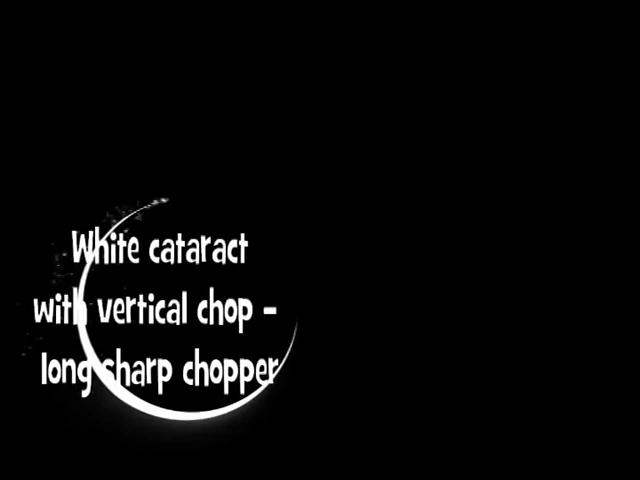 White cataract
with vertical chop -
long sharp chopper